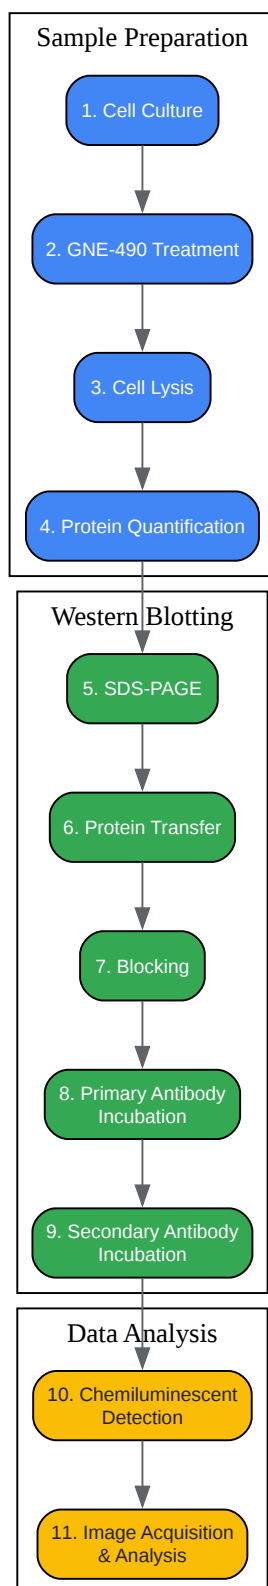 Sample Preparation
1. Cell Culture
2. GNE-490 Treatment
3. Cell Lysis
4. Protein Quantification
Western Blotting
5. SDS-PAGE
6. Protein Transfer
7. Blocking
8. Primary Antibody
Incubation
9. Secondary Antibody
Incubation
Data Analysis
10. Chemiluminescent
Detection
11. Image Acquisition
& Analysis